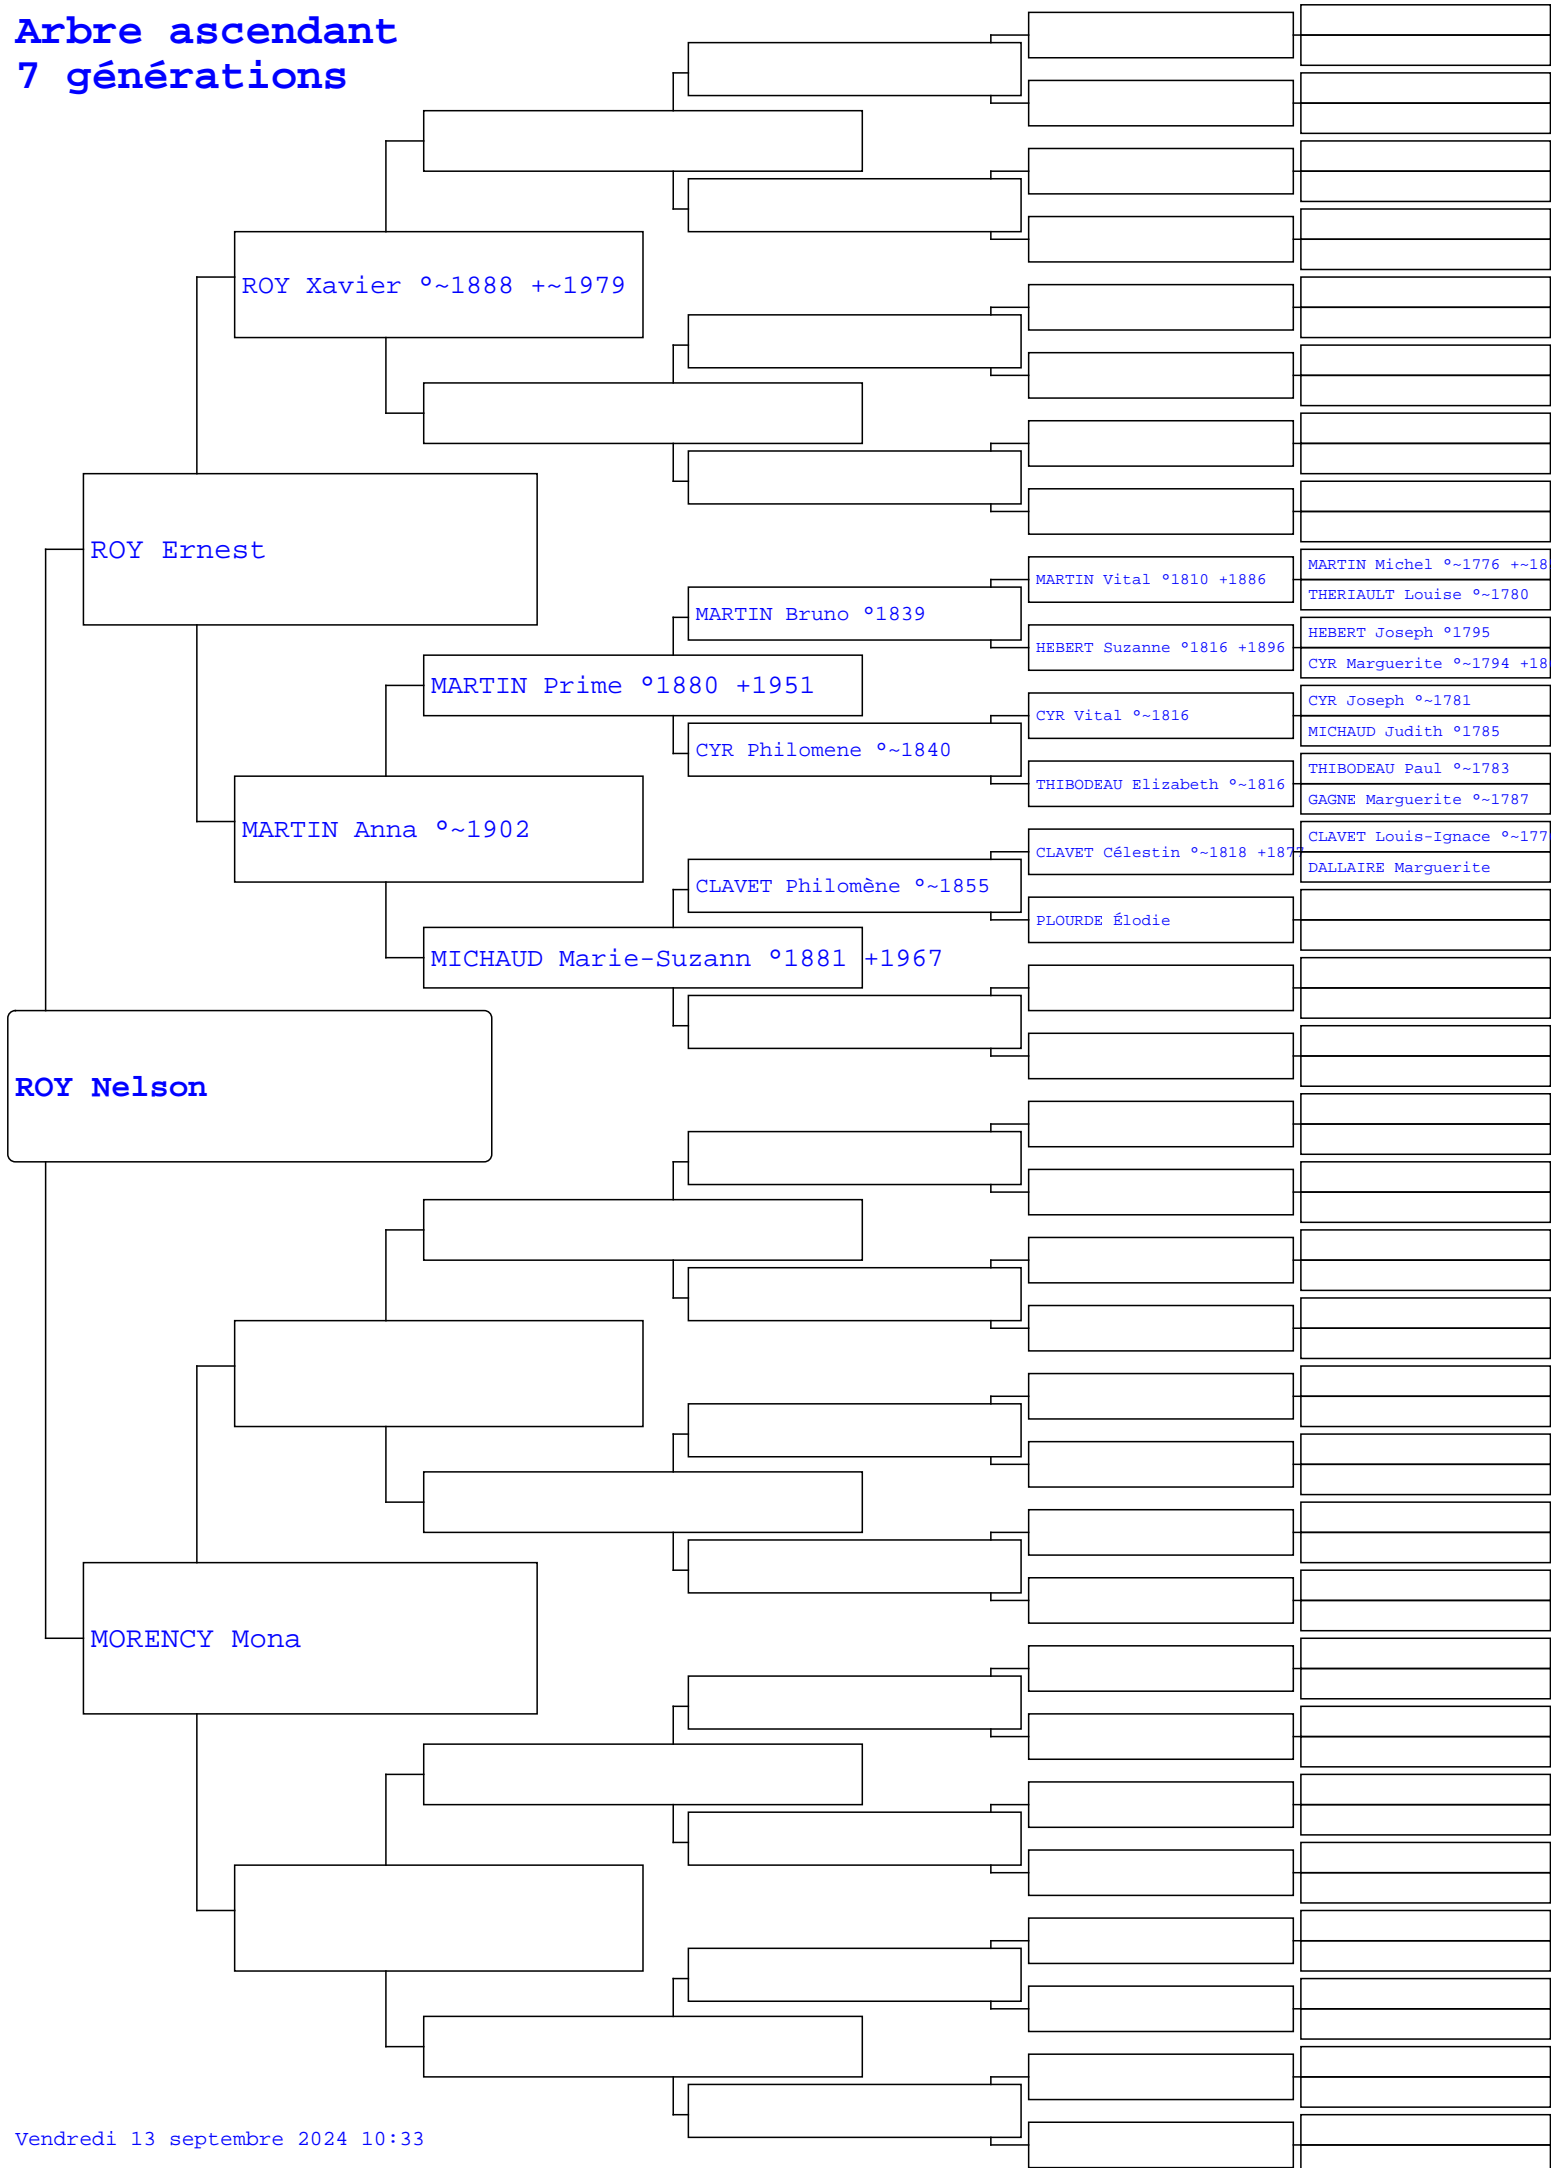 Arbre ascendant
7 générations
ROY Xavier °~1888 +~1979
ROY Ernest
MARTIN Michel °~1776 +~18
MARTIN Vital °1810 +1886
THERIAULT Louise °~1780
MARTIN Bruno °1839
HEBERT Joseph °1795
HEBERT Suzanne °1816 +1896
CYR Marguerite °~1794 +18
MARTIN Prime °1880 +1951
CYR Joseph °~1781
CYR Vital °~1816
MICHAUD Judith °1785
CYR Philomene °~1840
THIBODEAU Paul °~1783
THIBODEAU Elizabeth °~1816
GAGNE Marguerite °~1787
MARTIN Anna °~1902
CLAVET Louis-Ignace °~177
CLAVET Célestin °~1818 +1877
DALLAIRE Marguerite
CLAVET Philomène °~1855
PLOURDE Élodie
MICHAUD Marie-Suzann °1881 +1967
ROY Nelson
MORENCY Mona
Vendredi 13 septembre 2024 10:33